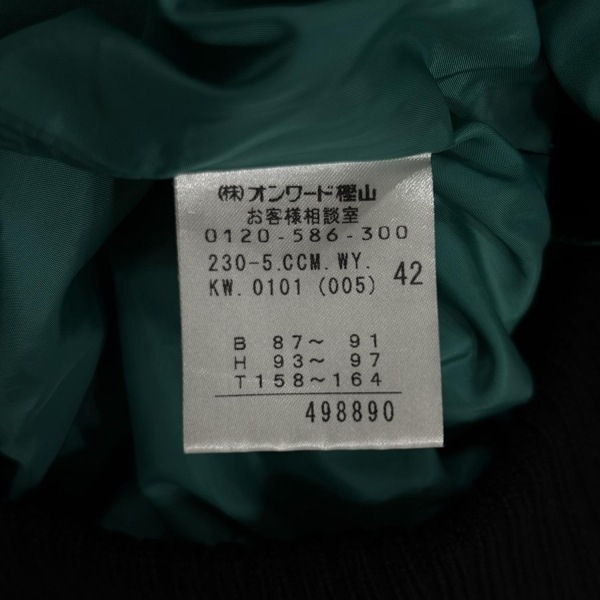 (株)オンワード樫山
お客様相談室
0120-586-300
230-5.CCM.WY. 42
KW.0101 (005)
B 87～ 91
H 93～ 97
T158～164
498890